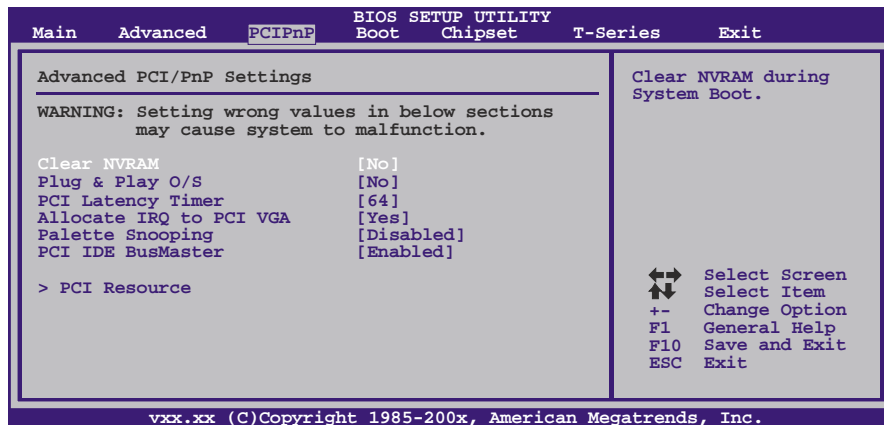 BIOS SETUP UTILITY
Main Advanced PCIPnP Boot Chipset T-Series Exit
Advanced PCI/PnP Settings
WARNING: Setting wrong values in below sections
may cause system to malfunction.
Clear NVRAM [No]
Plug & Play O/S [No]
PCI Latency Timer [64]
Allocate IRQ to PCI VGA [Yes]
Palette Snooping [Disabled]
PCI IDE BusMaster [Enabled]
> PCI Resource
Clear NVRAM during
System Boot.
Select Screen
Select Item
+- Change Option
F1 General Help
F10 Save and Exit
ESC Exit
vxx.xx (C)Copyright 1985-200x, American Megatrends, Inc.